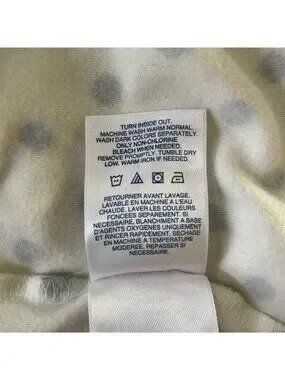 TURN INSIDE OUT.
MACHINE WASH WARM NORMAL.
WASH DARK COLORS SEPARATELY.
ONLY NON-CHLORINE
BLEACH WHEN NEEDED.
REMOVE PROMPTLY. TUMBLE DRY
LOW. WARM IRON IF NEEDED.
RETOURNER AVANT LAVAGE.
LAVABLE EN MACHINE A L'EAU
CHAUDE. LAVER LES COULEURS
FONCEES SEPAREMENT. SI
NECESSAIRE, BLANCHIMENT A BASE
D'AGENTS OXYGENES UNIQUEMENT
ET RINCER RAPIDEMENT. SECHAGE
EN MACHINE A TEMPERATURE
MODEREE. REPASSER SI
NECESSAIRE.